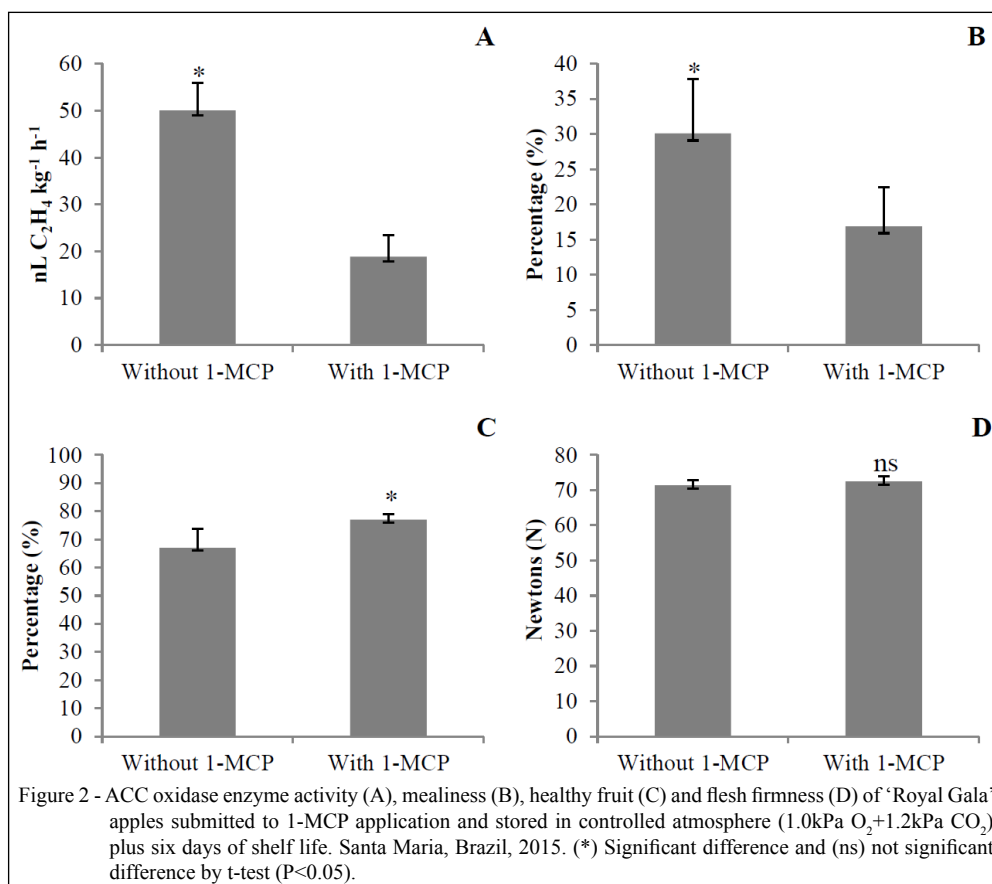 A
nL C₂H₄ kg⁻¹ h⁻¹
60
50
40
30
20
10
0
*
Without 1-MCP
With 1-MCP
B
Percentage (%)
40
35
30
25
20
15
10
5
0
*
Without 1-MCP
With 1-MCP
C
Percentage (%)
100
90
80
70
60
50
40
30
20
10
0
*
Without 1-MCP
With 1-MCP
D
Newtons (N)
80
70
60
50
40
30
20
10
0
ns
Without 1-MCP
With 1-MCP
Figure 2 - ACC oxidase enzyme activity (A), mealiness (B), healthy fruit (C) and flesh firmness (D) of ‘Royal Gala’
apples submitted to 1-MCP application and stored in controlled atmosphere (1.0kPa O₂+1.2kPa CO₂)
plus six days of shelf life. Santa Maria, Brazil, 2015. (*) Significant difference and (ns) not significant
difference by t-test (P<0.05).